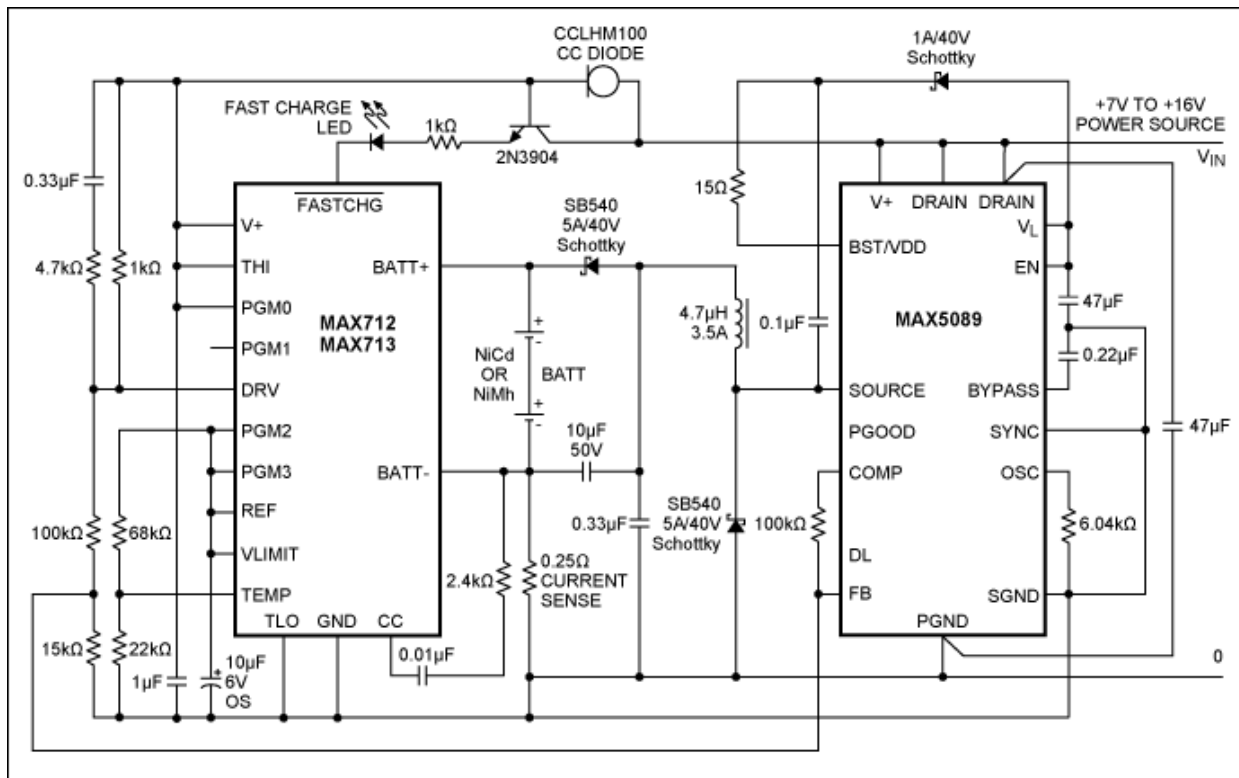 CCLHM100
CC DIODE
1A/40V
Schottky
FAST CHARGE
LED
1kΩ
2N3904
+7V TO +16V
POWER SOURCE
VIN
0.33µF
4.7kΩ
1kΩ
FASTCHG
V+
THI
PGM0
PGM1
DRV
PGM2
PGM3
REF
VLIMIT
TEMP
TLO
GND
CC
BATT+
BATT-
MAX712
MAX713
100kΩ
68kΩ
15kΩ
22kΩ
1µF
+
10µF
6V
OS
SB540
5A/40V
Schottky
+
-
NiCd
OR
NiMh
BATT
+
-
10µF
50V
0.25Ω
CURRENT
SENSE
2.4kΩ
0.01µF
0.33µF
15Ω
4.7µH
3.5A
0.1µF
SB540
5A/40V
Schottky
100kΩ
V+
DRAIN
DRAIN
BST/VDD
SOURCE
PGOOD
COMP
DL
FB
PGND
MAX5089
VL
EN
BYPASS
SYNC
OSC
SGND
47µF
0.22µF
47µF
6.04kΩ
0